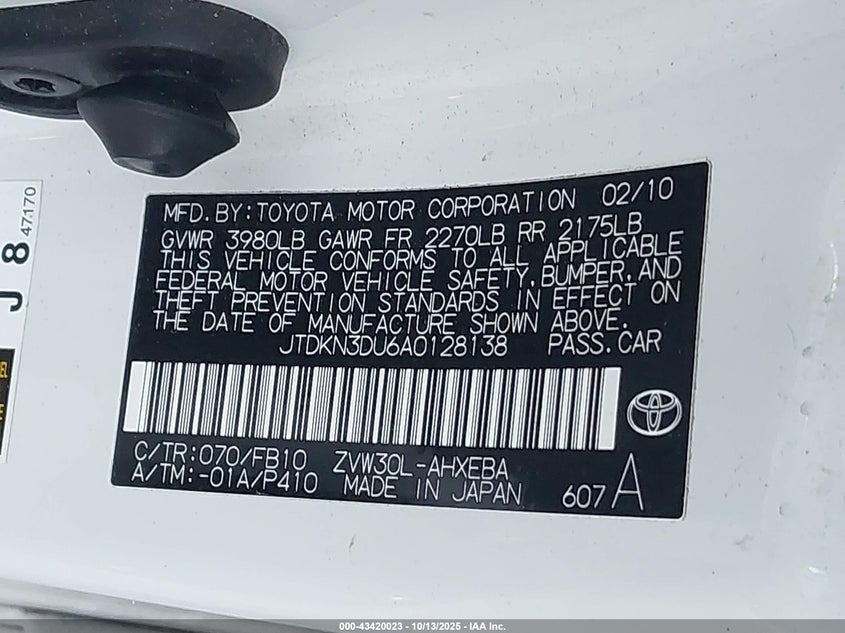 MFD.BY:TOYOTA MOTOR CORPORATION 02/10
GVWR 3980LB GAWR FR 2270LB RR 2175LB
THIS VEHICLE CONFORMS TO ALL APPLICABLE
FEDERAL MOTOR VEHICLE SAFETY,BUMPER,AND
THEFT PREVENTION STANDARDS IN EFFECT ON
THE DATE OF MANUFACTURE SHOWN ABOVE.
JTDKN3DU6A0128138 PASS.CAR
C/TR:070/FB10 ZVW30L-AHXEBA
A/TM:-01A/P410 MADE IN JAPAN 607A
J 8
47170
000-43420023 - 10/13/2025 - IAA Inc.